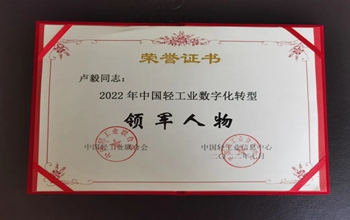 荣誉证书
卢毅同志：
2022年中国轻工业数字化转型
领军人物
中国轻工业联合会 中国轻工业信息中心